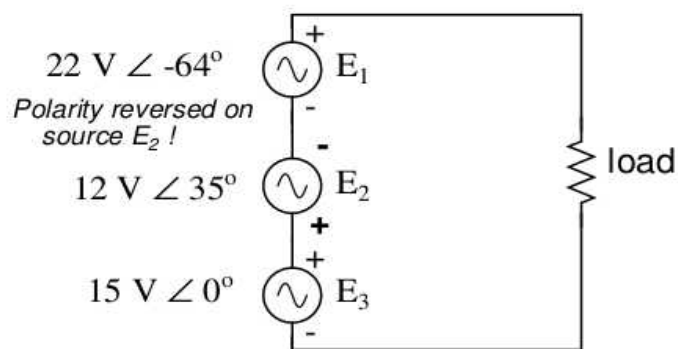 +
22 V ∠ -64° E₁
Polarity reversed on -
source E₂ ! -
load
12 V ∠ 35° E₂
+
+
15 V ∠ 0° E₃
-